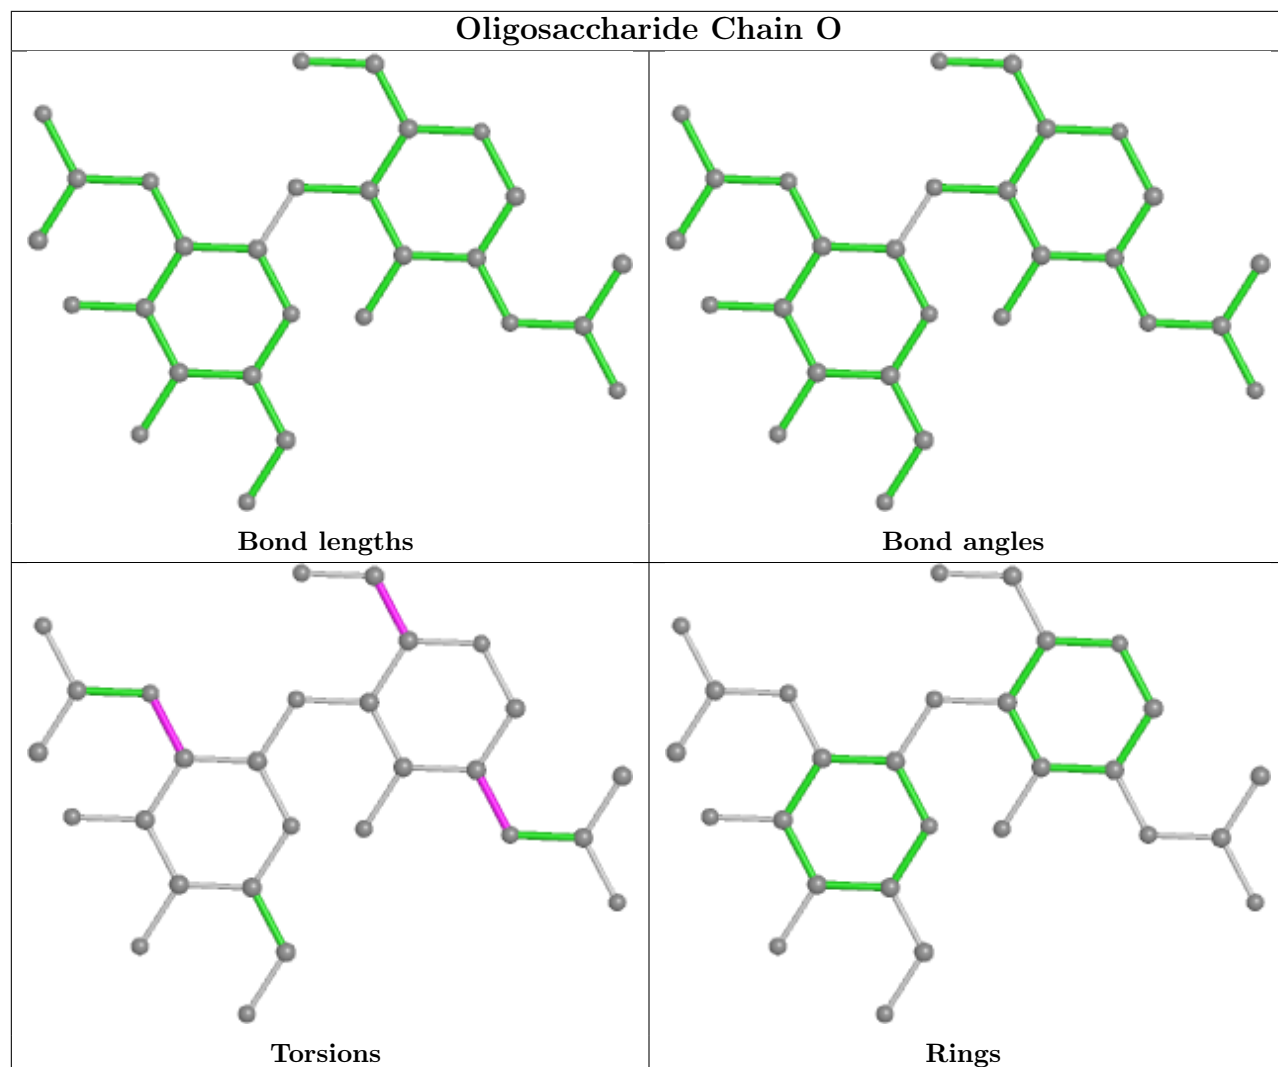 Oligosaccharide Chain O
Bond lengths
Bond angles
Torsions
Rings